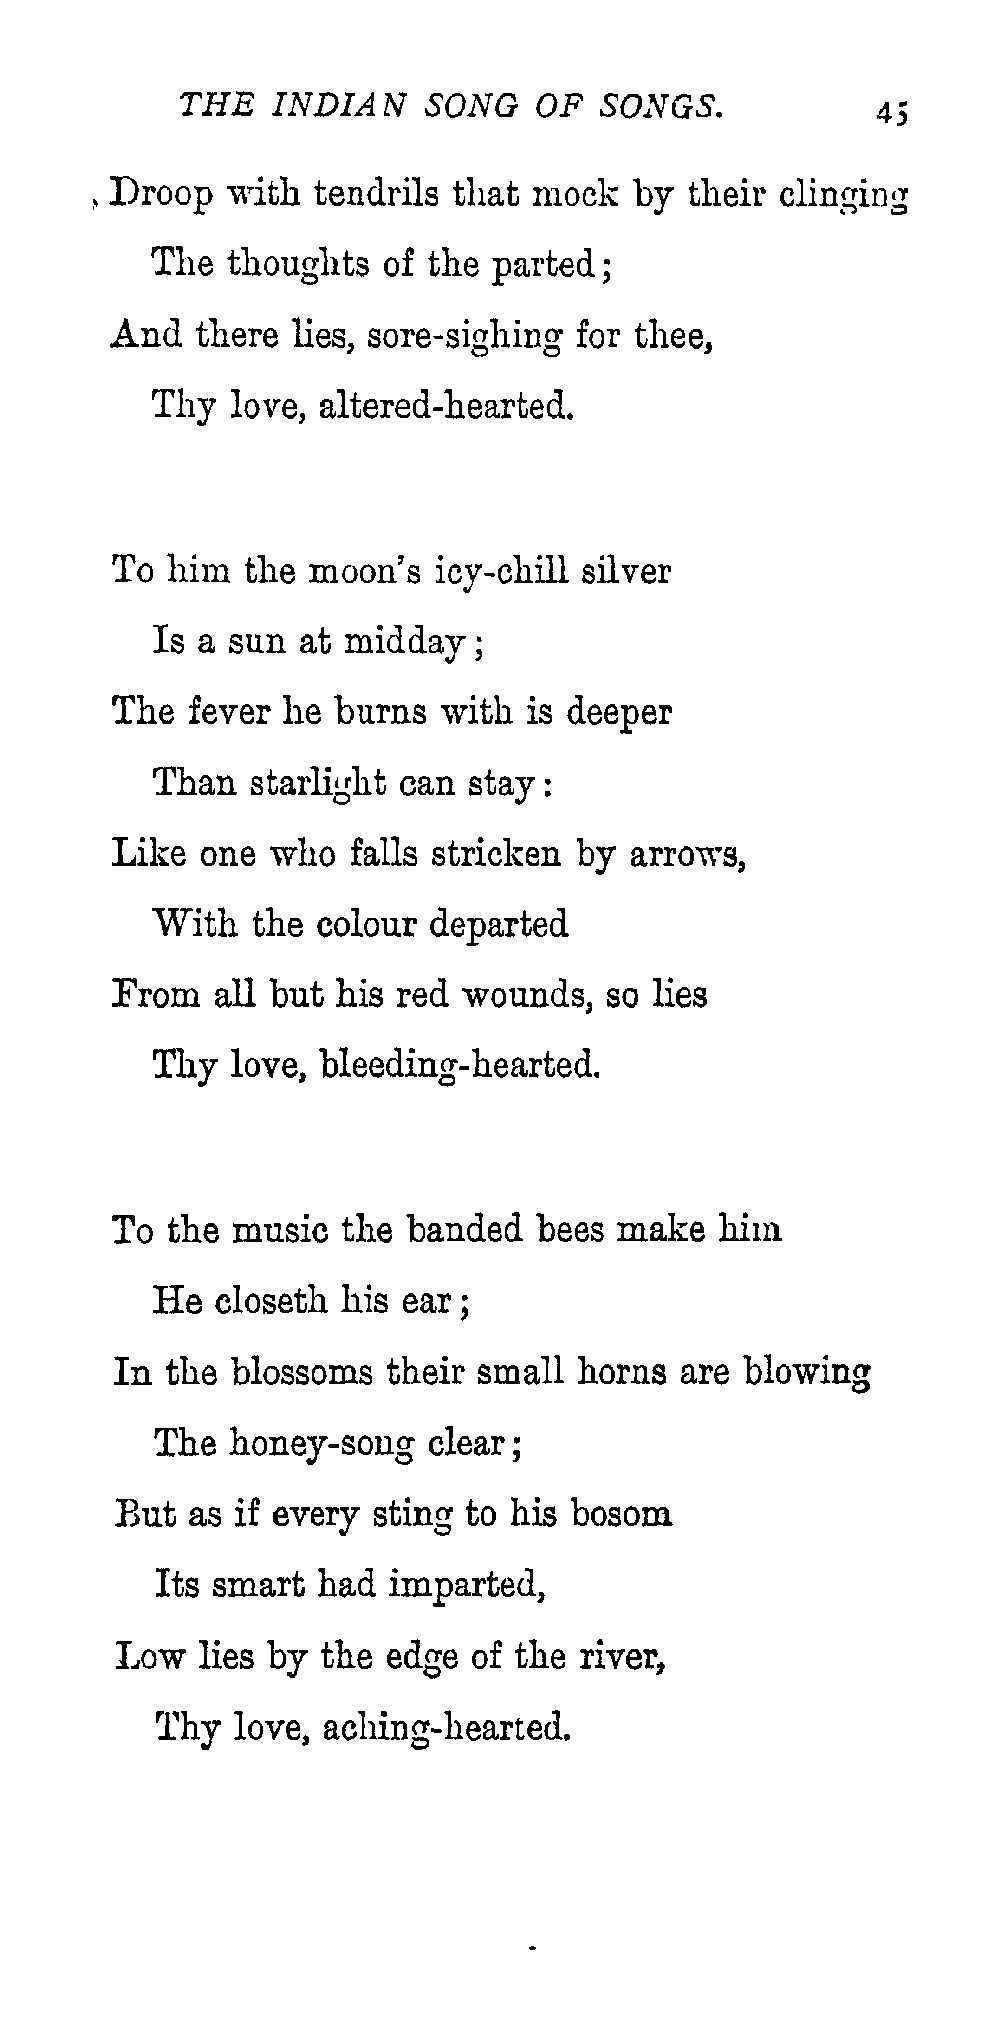 THE INDIAN SONG OF SONGS. 45
Droop with tendrils that mock by their clinging
The thoughts of the parted;
And there lies, sore-sighing for thee,
Thy love, altered-hearted.
To him the moon's icy-chill silver
Is a sun at midday;
The fever he burns with is deeper
Than starlight can stay:
Like one who falls stricken by arrows,
With the colour departed
From all but his red wounds, so lies
Thy love, bleeding-hearted.
To the music the banded bees make him
He closeth his ear;
In the blossoms their small horns are blowing
The honey-song clear;
But as if every sting to his bosom
Its smart had imparted,
Low lies by the edge of the river,
Thy love, aching-hearted.